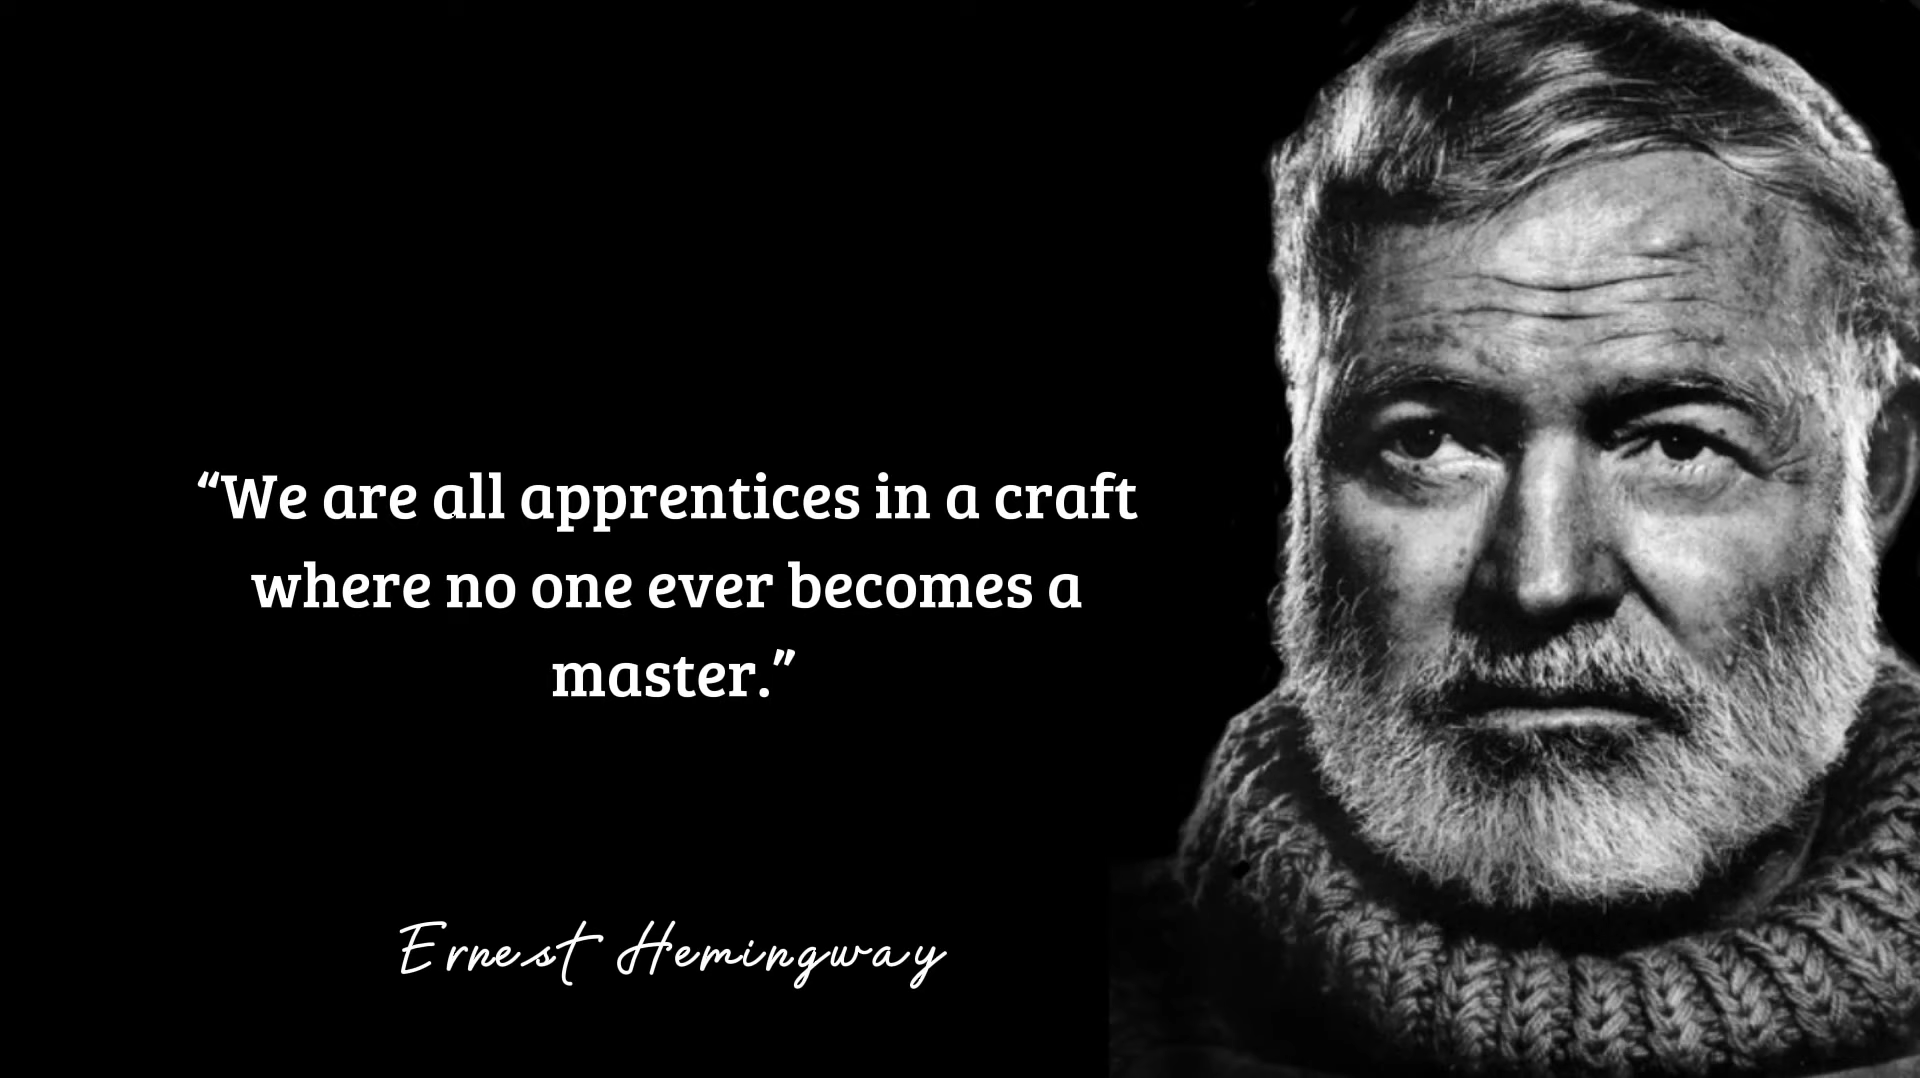 “We are all apprentices in a craft
where no one ever becomes a
master.”
Ernest Hemingway